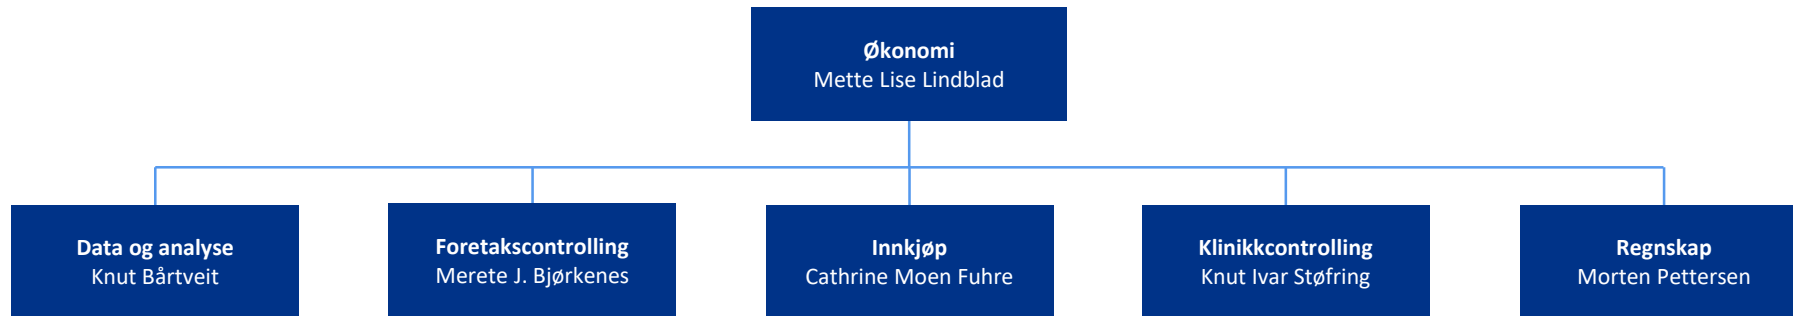 Økonomi
Mette Lise Lindblad
Data og analyse
Knut Bårtveit
Foretakscontrolling
Merete J. Bjørkenes
Innkjøp
Cathrine Moen Fuhre
Klinikkcontrolling
Knut Ivar Støfring
Regnskap
Morten Pettersen